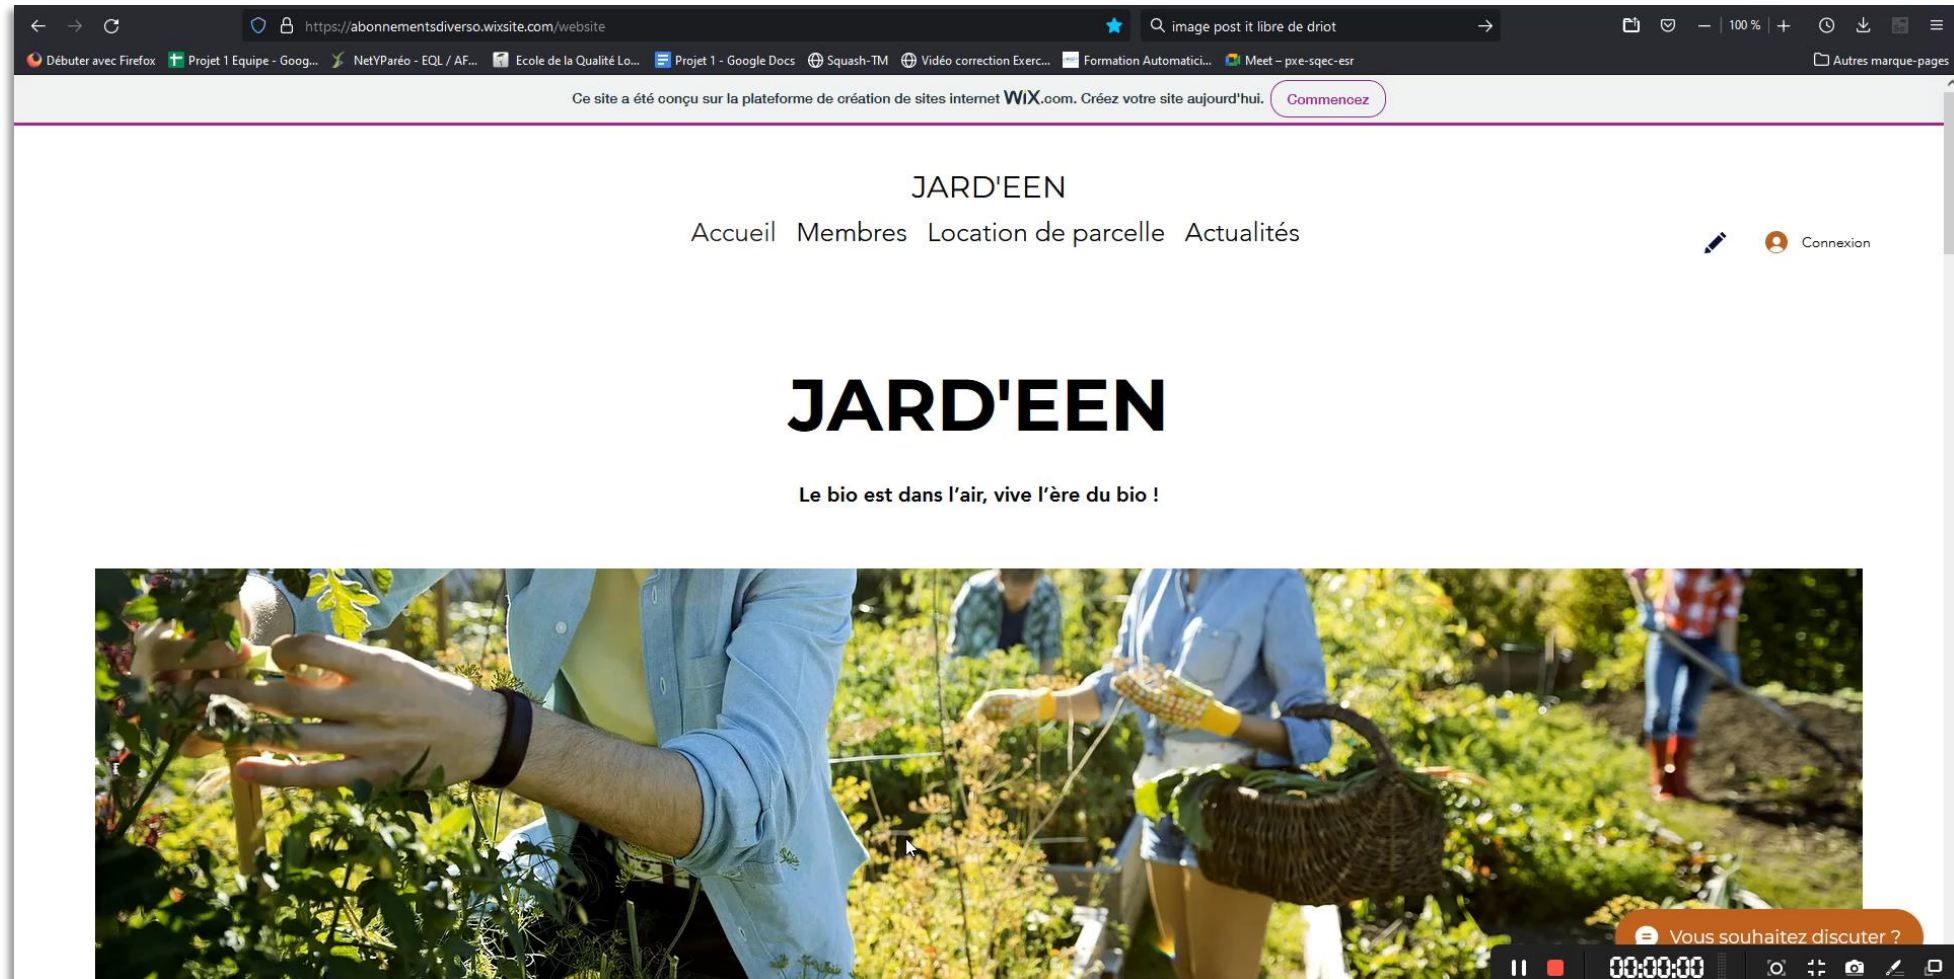 https://abonnementsdiverso.wixsite.com/website
image post it libre de driot
100 %
Débuter avec Firefox
Projet 1 Equipe - Goog...
NetYParéo - EQL / AF...
Ecole de la Qualité Lo...
Projet 1 - Google Docs
Squash-TM
Vidéo correction Exerc...
Formation Automatici...
Meet – pxe-sqec-esr
Autres marque-pages
Ce site a été conçu sur la plateforme de création de sites internet WiX.com. Créez votre site aujourd'hui. Commencez
JARD'EEN
Accueil Membres Location de parcelle Actualités
Connexion
JARD'EEN
Le bio est dans l’air, vive l’ère du bio !
Vous souhaitez discuter ?
00:00:00